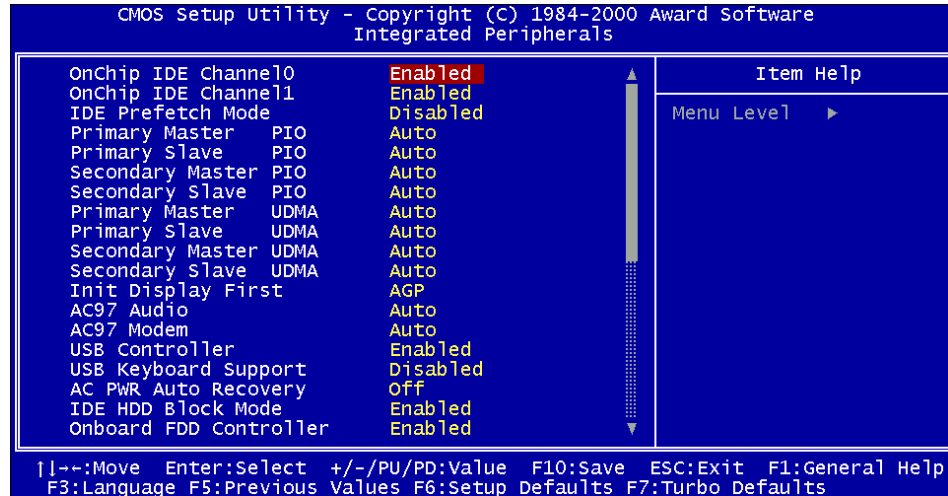 CMOS Setup Utility - Copyright (C) 1984-2000 Award Software
Integrated Peripherals
OnChip IDE Channel0 Enabled
OnChip IDE Channel1 Enabled
IDE Prefetch Mode Disabled
Primary Master PIO Auto
Primary Slave PIO Auto
Secondary Master PIO Auto
Secondary Slave PIO Auto
Primary Master UDMA Auto
Primary Slave UDMA Auto
Secondary Master UDMA Auto
Secondary Slave UDMA Auto
Init Display First AGP
AC97 Audio Auto
AC97 Modem Auto
USB Controller Enabled
USB Keyboard Support Disabled
AC PWR Auto Recovery Off
IDE HDD Block Mode Enabled
Onboard FDD Controller Enabled
Item Help
Menu Level ▶
↑↓→←:Move Enter:Select +/-/PU/PD:Value F10:Save ESC:Exit F1:General Help
F3:Language F5:Previous Values F6:Setup Defaults F7:Turbo Defaults